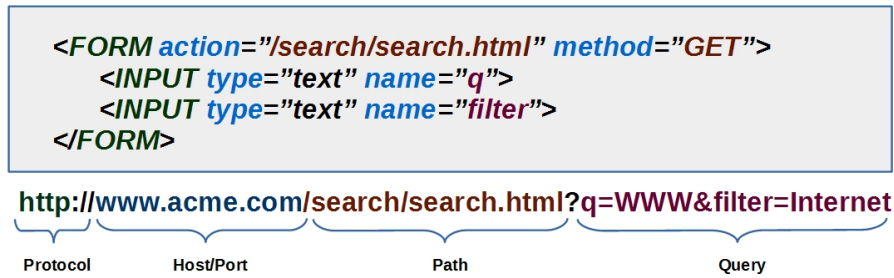 <FORM action=”/search/search.html” method=”GET”>
<INPUT type=”text” name=”q”>
<INPUT type=”text” name=”filter”>
</FORM>
http://www.acme.com/search/search.html?q=WWW&filter=Internet
Protocol Host/Port Path Query